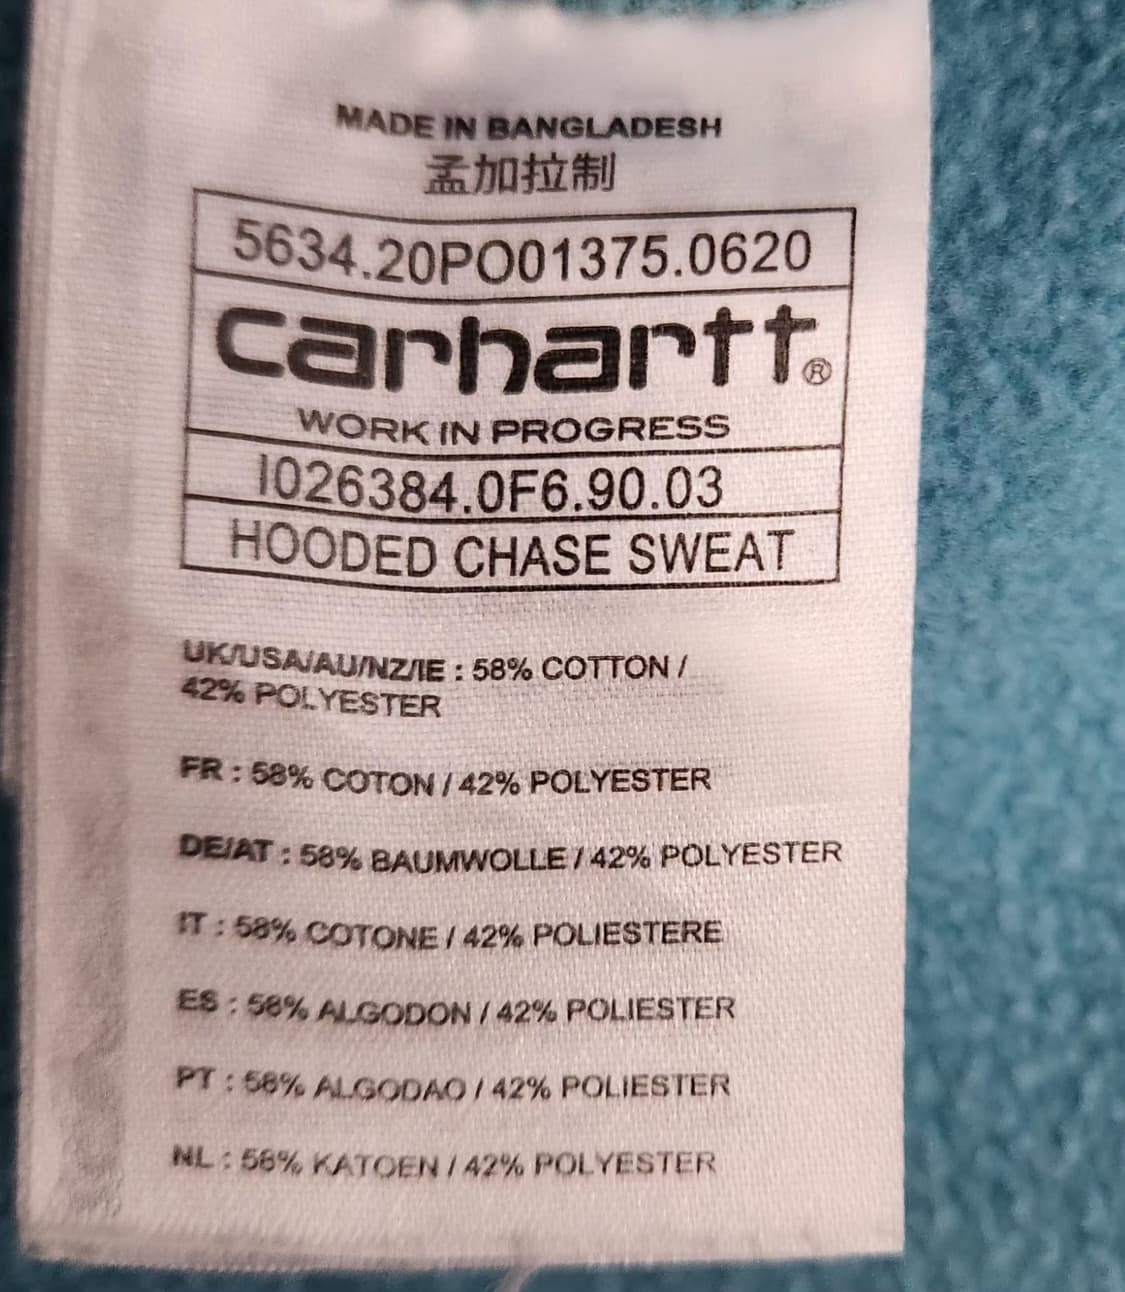 MADE IN BANGLADESH
孟加拉制
5634.20PO01375.0620
carhartt®
WORK IN PROGRESS
I026384.0F6.90.03
HOODED CHASE SWEAT
UK/USA/AU/NZ/IE : 58% COTTON /
42% POLYESTER
FR : 58% COTON / 42% POLYESTER
DE/AT : 58% BAUMWOLLE / 42% POLYESTER
IT : 58% COTONE / 42% POLIESTERE
ES : 58% ALGODON / 42% POLIESTER
PT : 58% ALGODAO / 42% POLIESTER
NL : 58% KATOEN / 42% POLYESTER